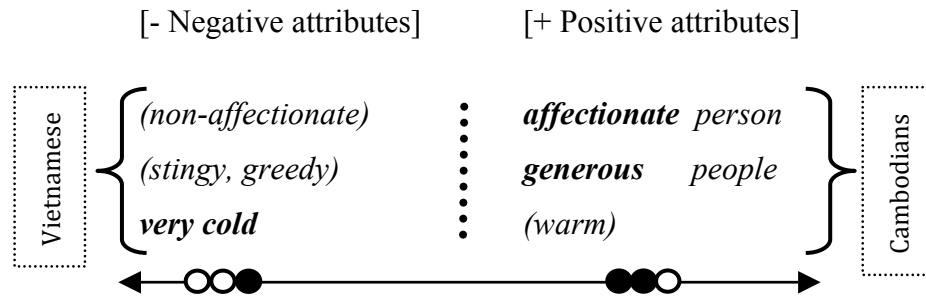 [- Negative attributes] [+ Positive attributes]
Vietnamese
(non-affectionate) affectionate person
(stingy, greedy) generous people
very cold (warm)
Cambodians